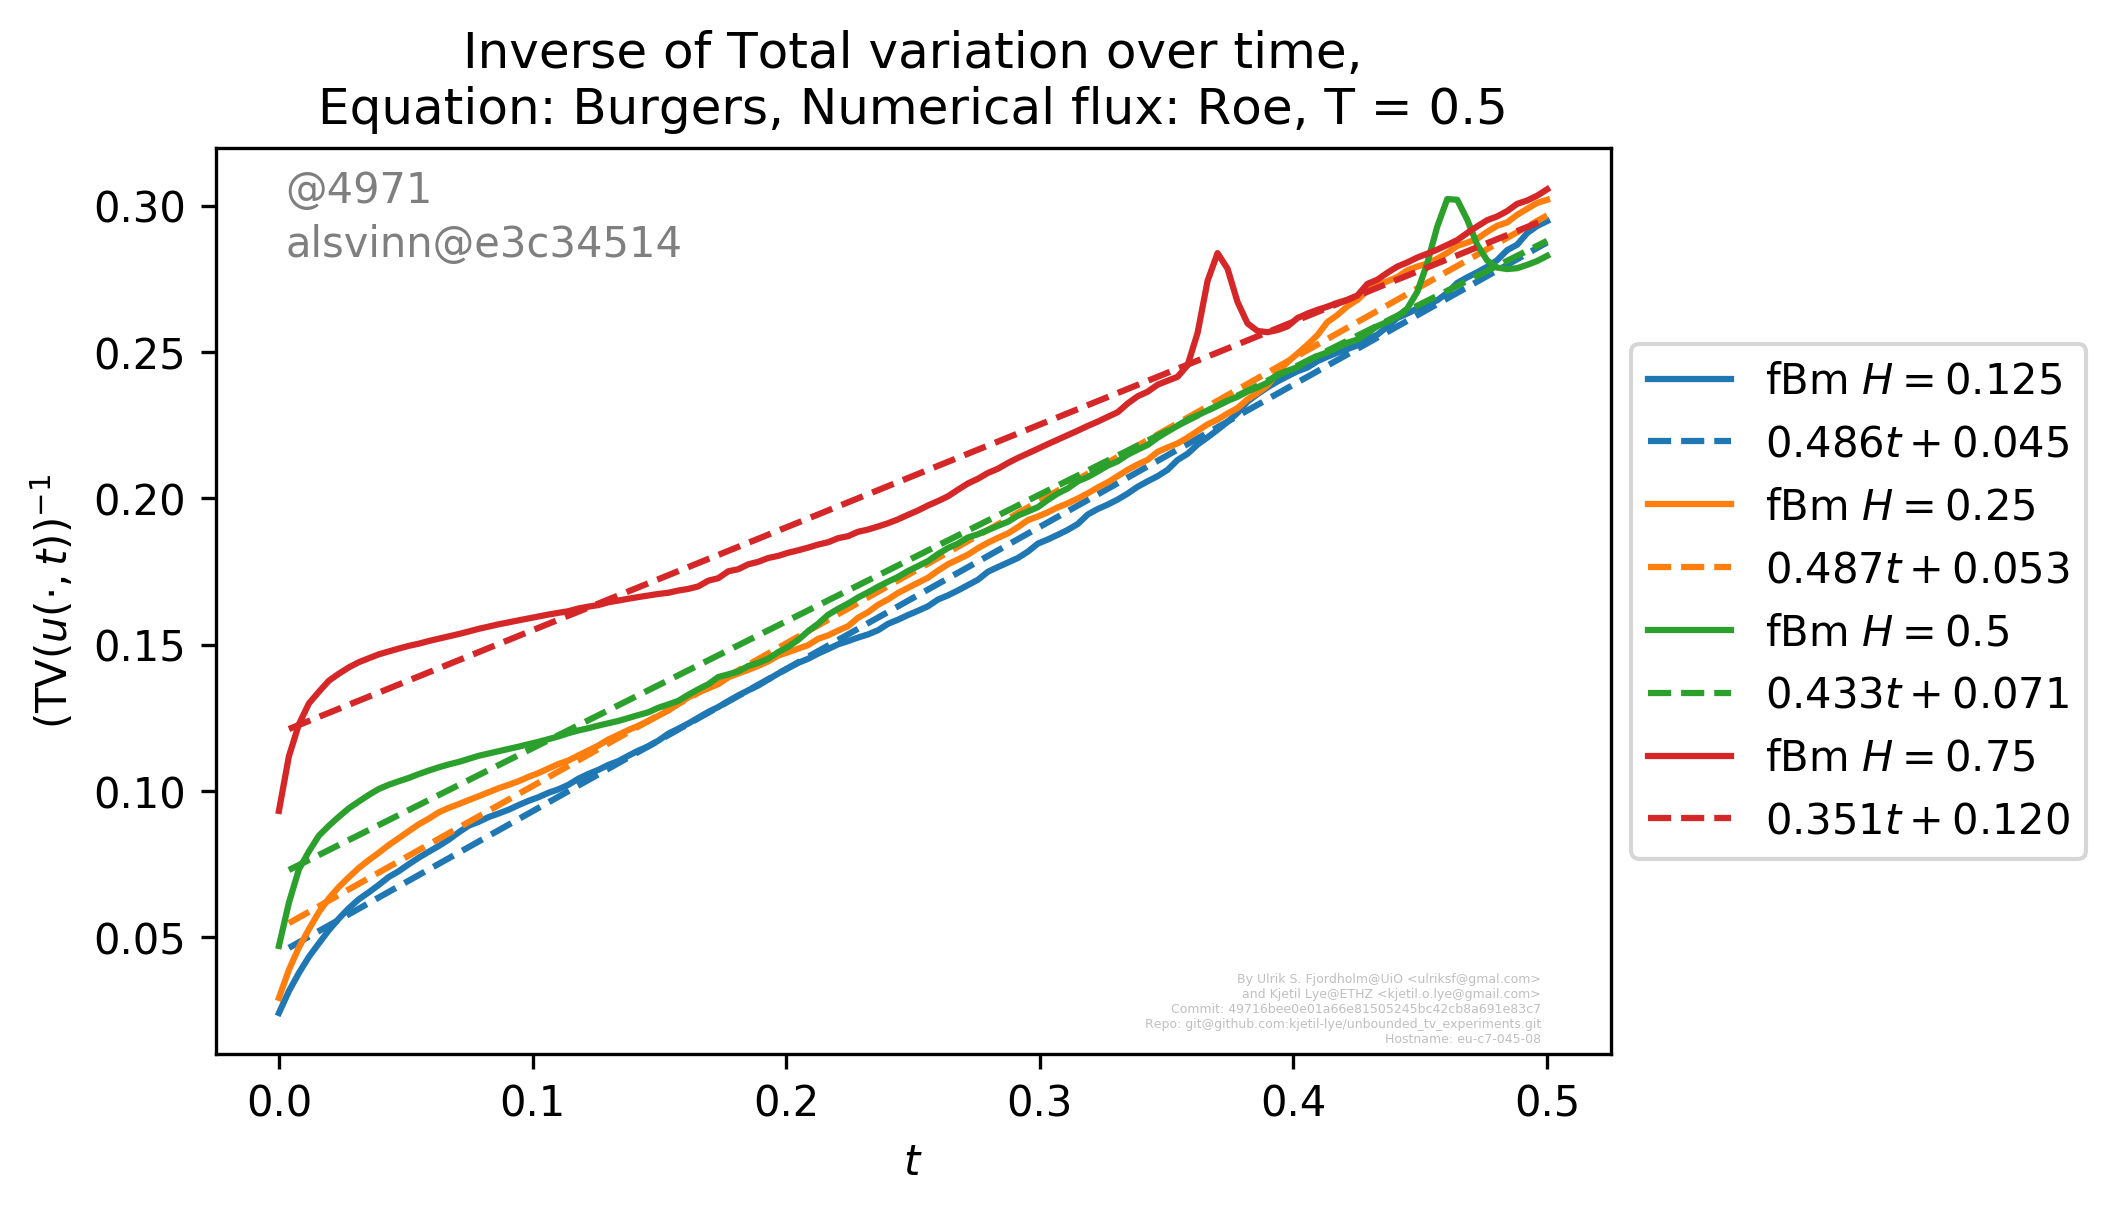 Inverse of Total variation over time,
Equation: Burgers, Numerical flux: Roe, T = 0.5
@4971
alsvinn@e3c34514
(TV(u(·, t))⁻¹
0.30
0.25
0.20
0.15
0.10
0.05
0.0 0.1 0.2 0.3 0.4 0.5
t
fBm H = 0.125
0.486t + 0.045
fBm H = 0.25
0.487t + 0.053
fBm H = 0.5
0.433t + 0.071
fBm H = 0.75
0.351t + 0.120
By Ulrik S. Fjordholm@UiO <ulriksf@gmal.com>
and Kjetil Lye@ETHZ <kjetil.o.lye@gmail.com>
Commit: 49716bee0e01a66e81505245bc42cb8a691e83c7
Repo: git@github.com:kjetil-lye/unbounded_tv_experiments.git
Hostname: eu-c7-045-08